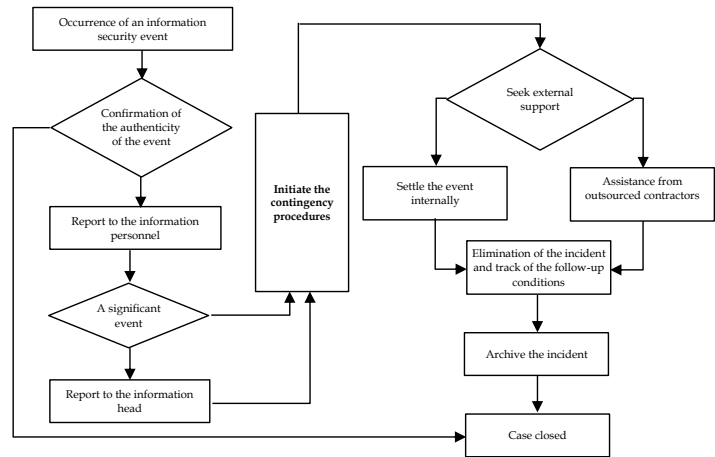 Occurrence of an information
security event
Confirmation of
the authenticity
of the event
Report to the information
personnel
A significant
event
Report to the information
head
Initiate the
contingency
procedures
Seek external
support
Settle the event
internally
Assistance from
outsourced contractors
Elimination of the incident
and track of the follow-up
conditions
Archive the incident
Case closed